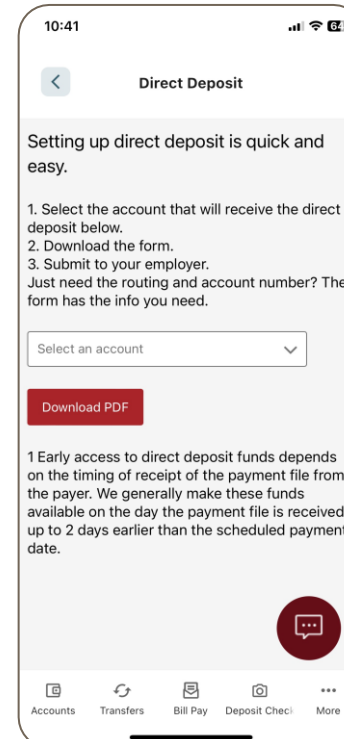 10:41
64
Direct Deposit
Setting up direct deposit is quick and
easy.
1. Select the account that will receive the direct
deposit below.
2. Download the form.
3. Submit to your employer.
Just need the routing and account number? The
form has the info you need.
Select an account
Download PDF
1 Early access to direct deposit funds depends
on the timing of receipt of the payment file from
the payer. We generally make these funds
available on the day the payment file is received
up to 2 days earlier than the scheduled payment
date.
Accounts Transfers Bill Pay Deposit Chec More